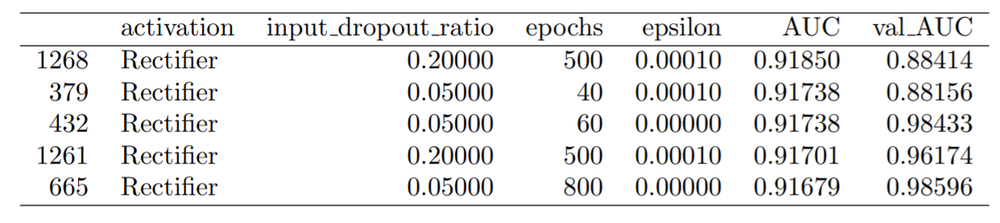 activation input_dropout_ratio epochs epsilon AUC val_AUC
1268 Rectifier 0.20000 500 0.00010 0.91850 0.88414
379 Rectifier 0.05000 40 0.00010 0.91738 0.88156
432 Rectifier 0.05000 60 0.00000 0.91738 0.98433
1261 Rectifier 0.20000 500 0.00010 0.91701 0.96174
665 Rectifier 0.05000 800 0.00000 0.91679 0.98596